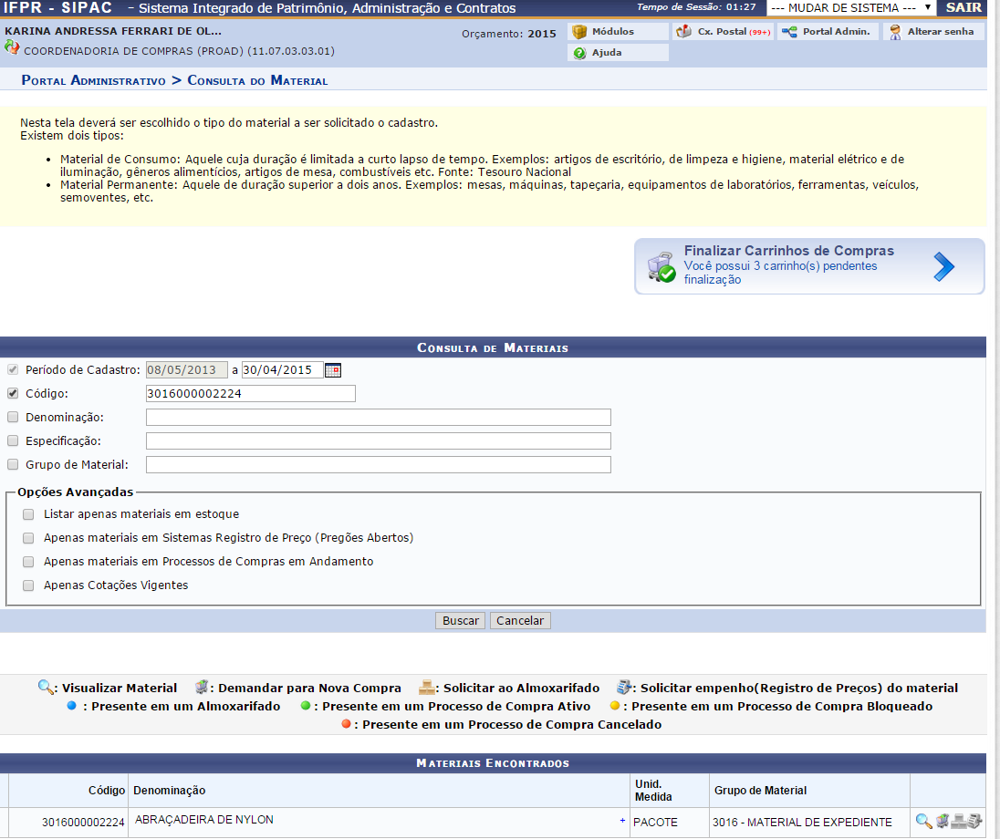 IFPR - SIPAC - Sistema Integrado de Patrimônio, Administração e Contratos Tempo de Sessão: 01:27 --- MUDAR DE SISTEMA --- SAIR
KARINA ANDRESSA FERRARI DE OL... Orçamento: 2015 Módulos Cx. Postal (99+) Portal Admin. Alterar senha
COORDENADORIA DE COMPRAS (PROAD) (11.07.03.03.01) Ajuda
PORTAL ADMINISTRATIVO > CONSULTA DO MATERIAL
Nesta tela deverá ser escolhido o tipo do material a ser solicitado o cadastro.
Existem dois tipos:
• Material de Consumo: Aquele cuja duração é limitada a curto lapso de tempo. Exemplos: artigos de escritório, de limpeza e higiene, material elétrico e de
iluminação, gêneros alimentícios, artigos de mesa, combustíveis etc. Fonte: Tesouro Nacional
• Material Permanente: Aquele de duração superior a dois anos. Exemplos: mesas, máquinas, tapeçaria, equipamentos de laboratórios, ferramentas, veículos,
semoventes, etc.
Finalizar Carrinhos de Compras
Você possui 3 carrinho(s) pendentes
finalização
CONSULTA DE MATERIAIS
Período de Cadastro: 08/05/2013 a 30/04/2015
Código: 3016000002224
Denominação:
Especificação:
Grupo de Material:
Opções Avançadas
Listar apenas materiais em estoque
Apenas materiais em Sistemas Registro de Preço (Pregões Abertos)
Apenas materiais em Processos de Compras em Andamento
Apenas Cotações Vigentes
Buscar Cancelar
: Visualizar Material : Demandar para Nova Compra : Solicitar ao Almoxarifado : Solicitar empenho(Registro de Preços) do material
: Presente em um Almoxarifado : Presente em um Processo de Compra Ativo : Presente em um Processo de Compra Bloqueado
: Presente em um Processo de Compra Cancelado
MATERIAIS ENCONTRADOS
Código Denominação Unid. Medida Grupo de Material
3016000002224 ABRAÇADEIRA DE NYLON + PACOTE 3016 - MATERIAL DE EXPEDIENTE